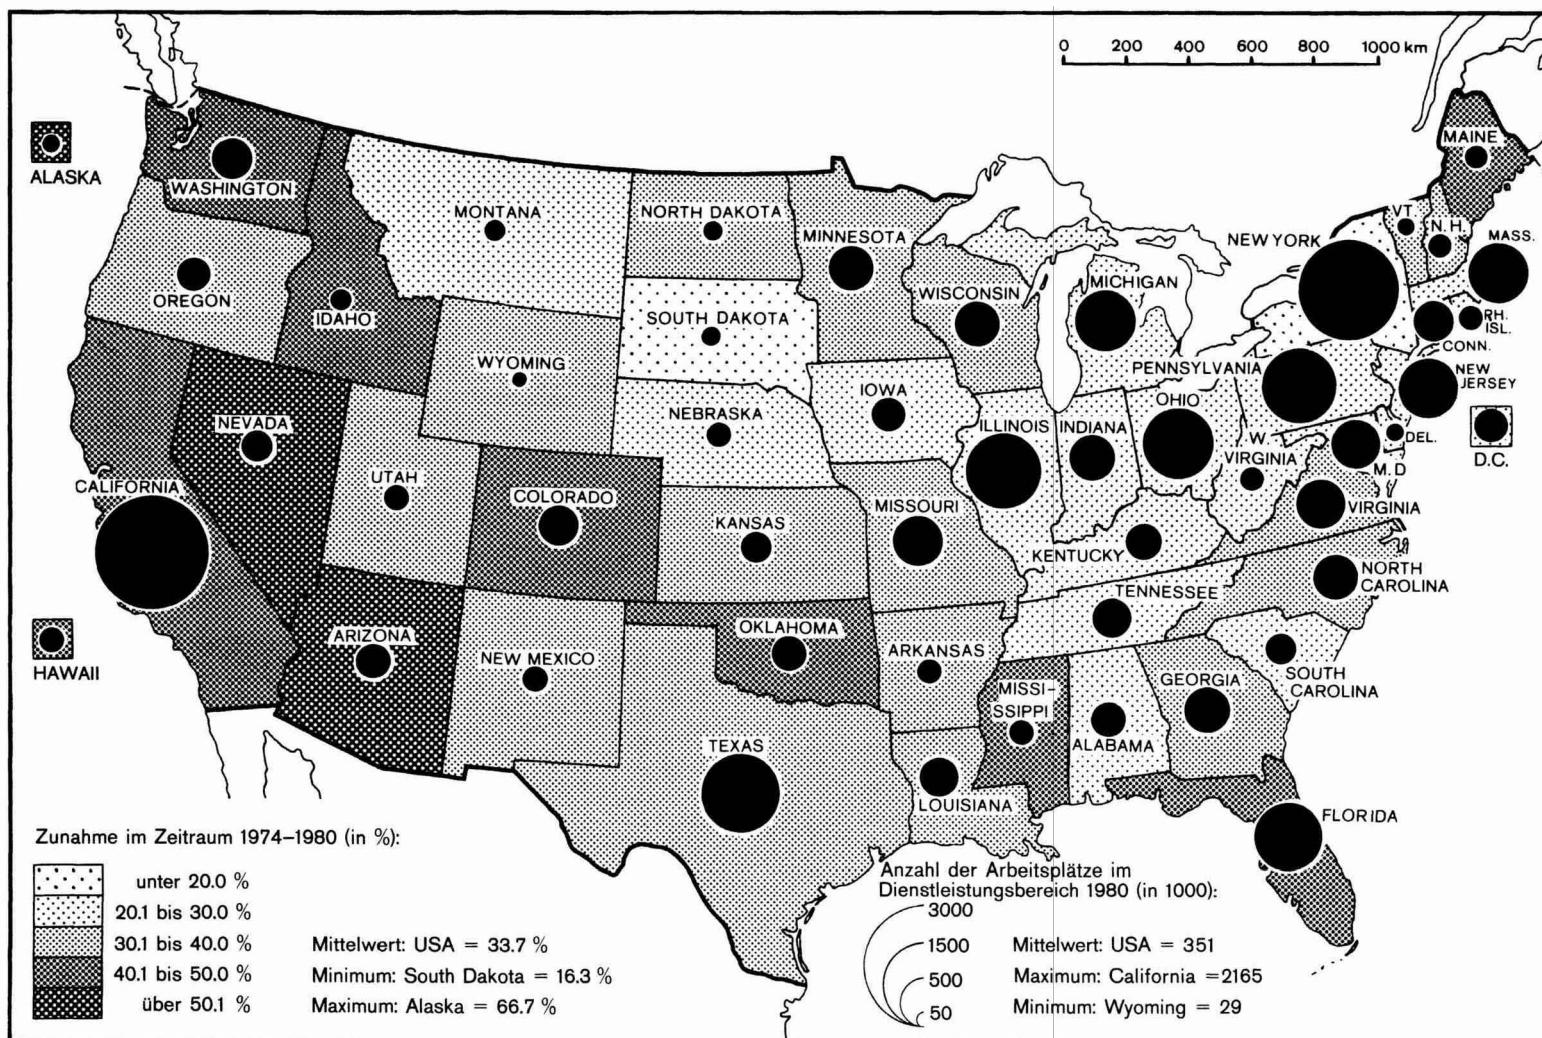 0 200 400 600 800 1000 km
ALASKA
WASHINGTON
MONTANA
NORTH DAKOTA
MINNESOTA
MAINE
VT.
N.H.
MASS.
NEW YORK
OREGON
IDAHO
WYOMING
SOUTH DAKOTA
WISCONSIN
MICHIGAN
RH.
ISL.
CONN.
NEW
JERSEY
PENNSYLVANIA
NEVADA
NEBRASKA
IOWA
ILLINOIS
INDIANA
OHIO
W.
VIRGINIA
DEL.
D.C.
M.D
CALIFORNIA
UTAH
COLORADO
KANSAS
MISSOURI
KENTUCKY
VIRGINIA
NORTH
CAROLINA
TENNESSEE
HAWAII
ARIZONA
NEW MEXICO
OKLAHOMA
ARKANSAS
MISSI-
SSIPPI
GEORGIA
SOUTH
CAROLINA
TEXAS
ALABAMA
LOUISIANA
FLORIDA
Zunahme im Zeitraum 1974–1980 (in %):
unter 20.0 %
20.1 bis 30.0 %
30.1 bis 40.0 %
40.1 bis 50.0 %
über 50.1 %
Mittelwert: USA = 33.7 %
Minimum: South Dakota = 16.3 %
Maximum: Alaska = 66.7 %
Anzahl der Arbeitsplätze im
Dienstleistungsbereich 1980 (in 1000):
3000
1500
500
50
Mittelwert: USA = 351
Maximum: California =2165
Minimum: Wyoming = 29